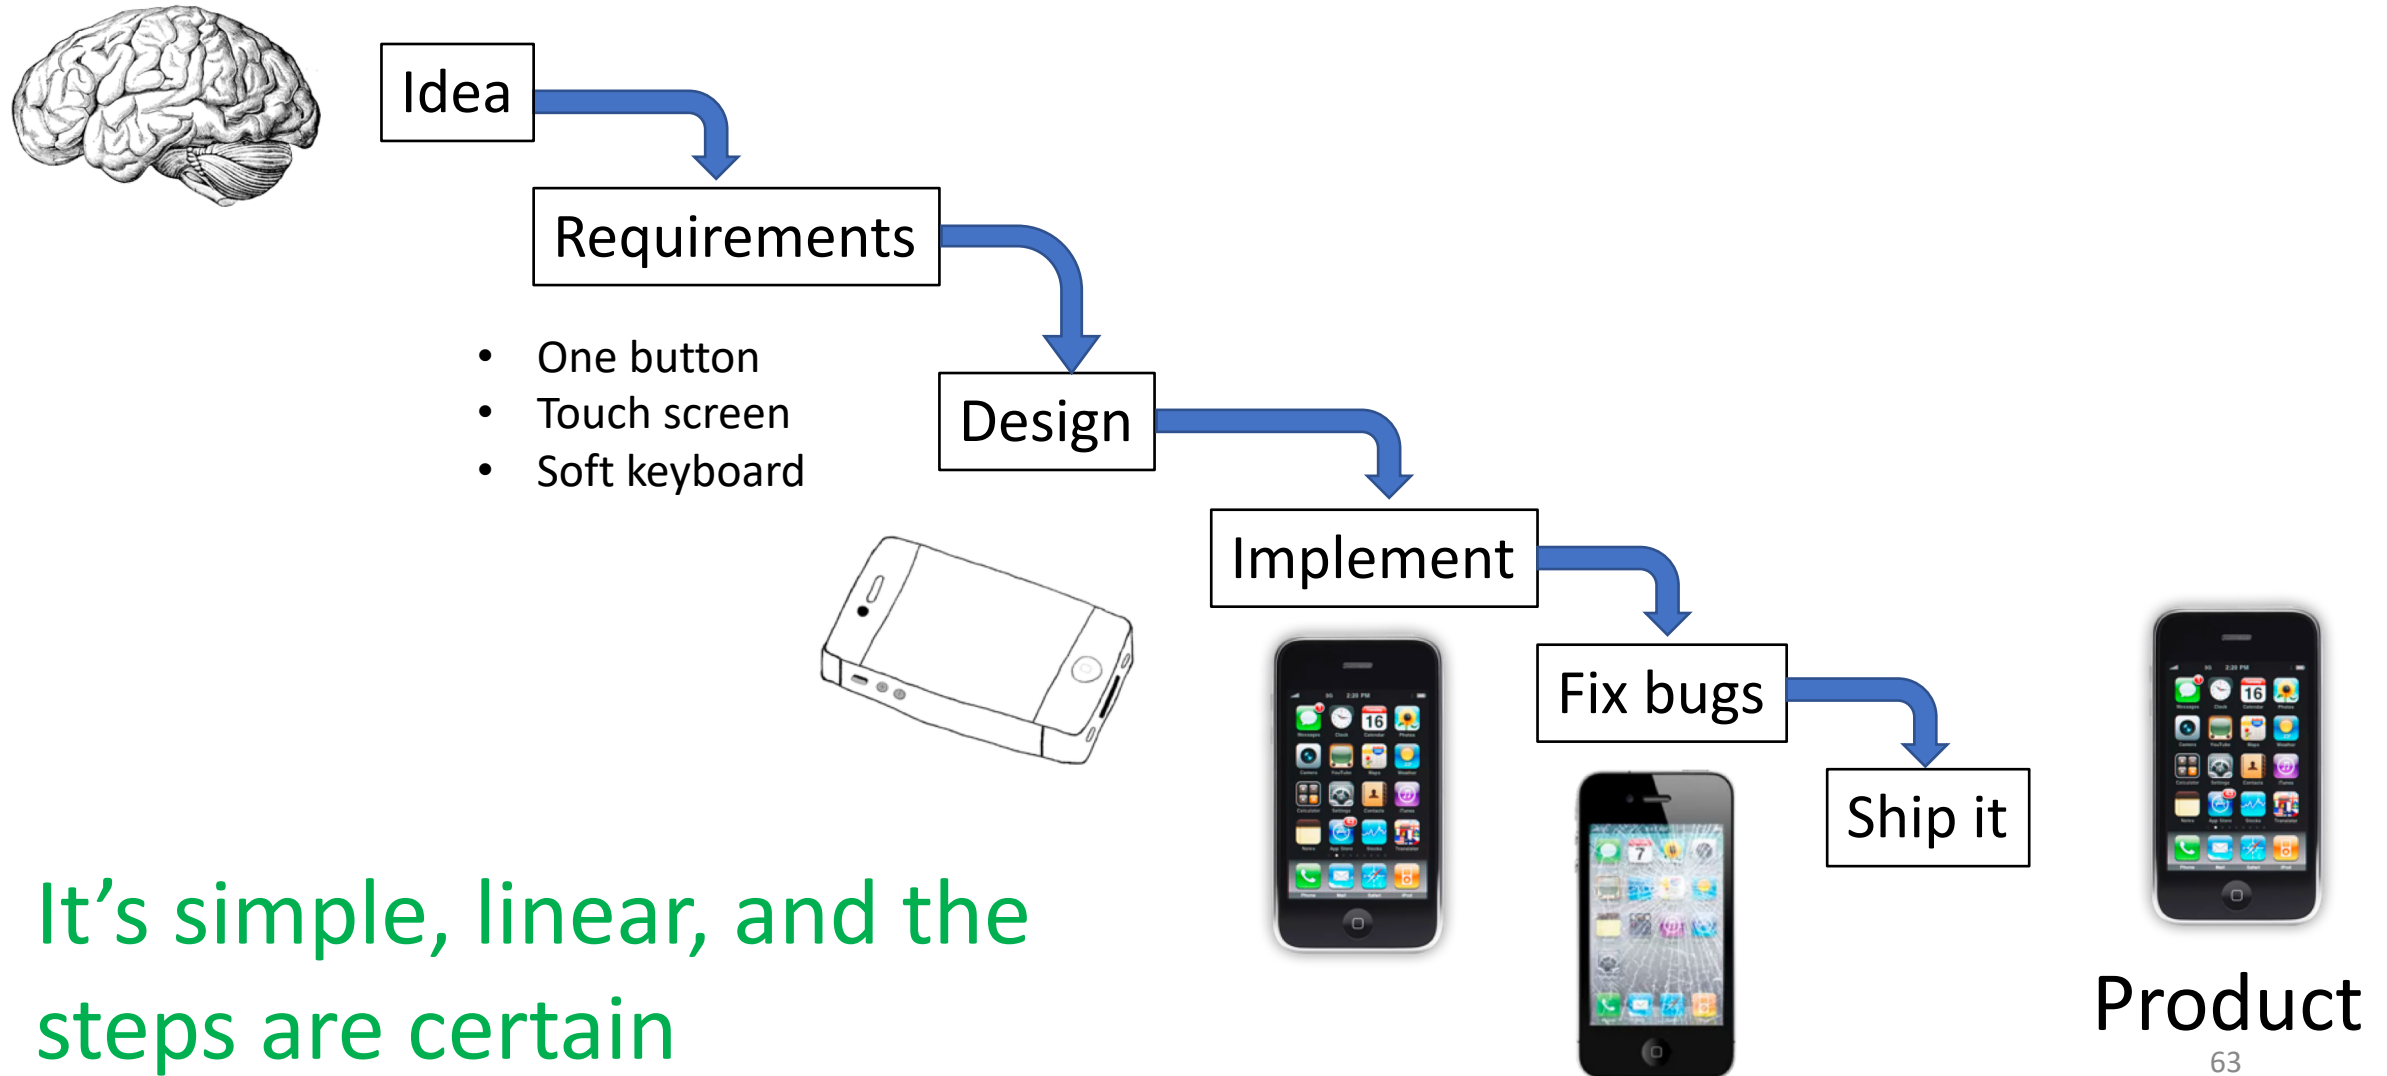 Idea
Requirements
• One button
• Touch screen
• Soft keyboard
Design
Implement
Fix bugs
Ship it
It’s simple, linear, and the
steps are certain
Product
63